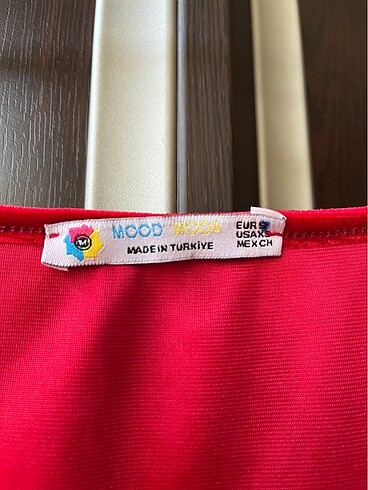 M
MOOD MODA
MADE IN TURKİYE
EUR S
USA XS
MEX CH